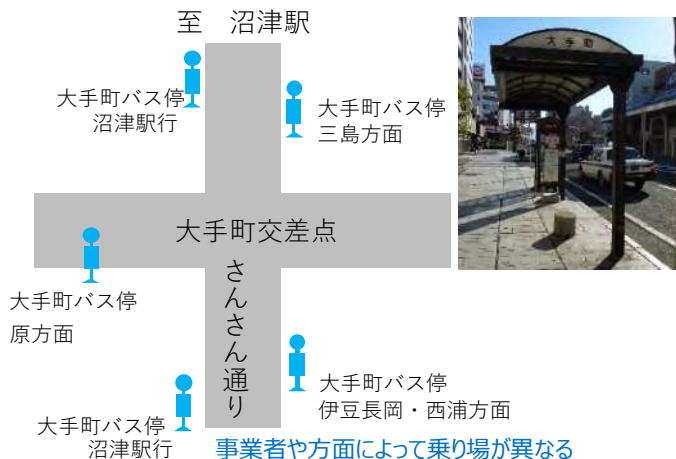 至　沼津駅
大手町バス停
沼津駅行
大手町バス停
三島方面
大手町
大手町交差点
さんさん通り
大手町バス停
原方面
大手町バス停
伊豆長岡・西浦方面
大手町バス停
沼津駅行
事業者や方面によって乗り場が異なる